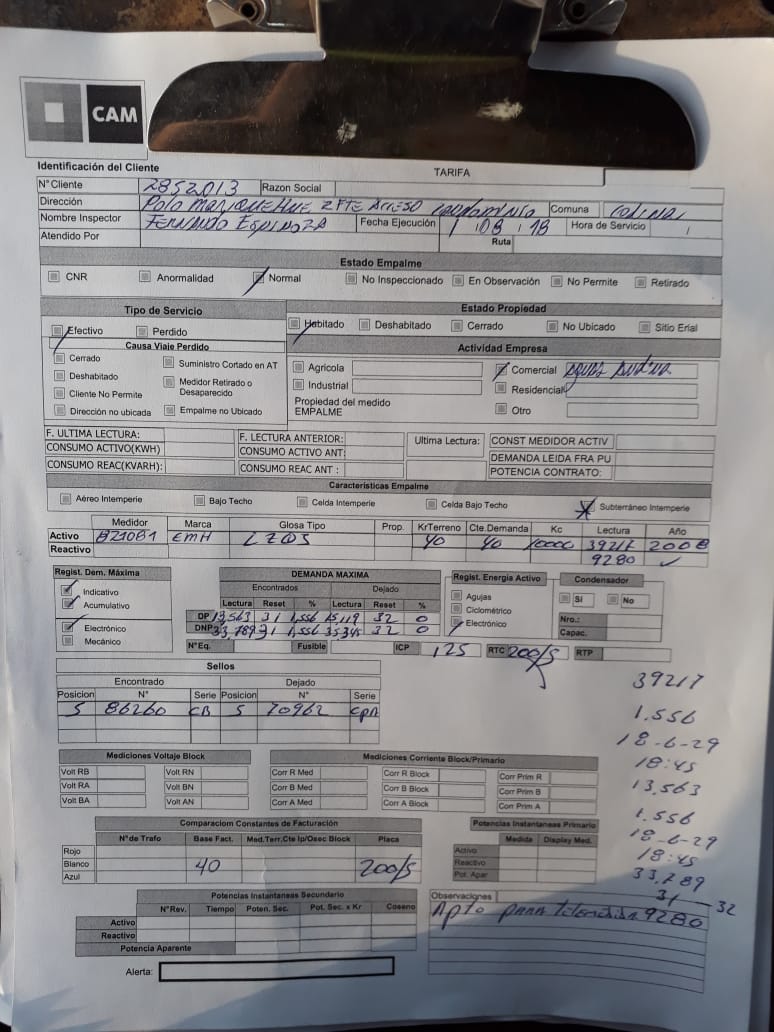 CAM
Identificación del Cliente
TARIFA
N° Cliente 2852013 Razon Social
Dirección Polo MANQUEHUE 2 FTE ACCESO CONDOMINIO Comuna COLINA
Nombre Inspector FERNANDO ESPINOZA Fecha Ejecución 1 / 08 / 18 Hora de Servicio
Atendido Por Ruta
Estado Empalme
CNR Anormalidad Normal No Inspeccionado En Observación No Permite Retirado
Tipo de Servicio Estado Propiedad
Efectivo Perdido Habitado Deshabitado Cerrado No Ubicado Sitio Erial
Causa Viaje Perdido Actividad Empresa
Cerrado Suministro Cortado en AT Agricola Comercial AGUAS ANDINA
Deshabitado Medidor Retirado o Desaparecido Industrial Residencial
Cliente No Permite Propiedad del medido
Dirección no ubicada Empalme no Ubicado EMPALME Otro
F. ULTIMA LECTURA: F. LECTURA ANTERIOR: Ultima Lectura: CONST MEDIDOR ACTIV
CONSUMO ACTIVO(KWH) CONSUMO ACTIVO ANT: DEMANDA LEIDA FRA PU
CONSUMO REAC(KVARH): CONSUMO REAC ANT : POTENCIA CONTRATO:
Caracteristicas Empalme
Aéreo Intemperie Bajo Techo Celda Intemperie Celda Bajo Techo Subterráneo Intemperie
Medidor Marca Glosa Tipo Prop. KrTerreno Cte.Demanda Kc Lectura Año
Activo 821081 EMH LZQJ 40 40 10000 39217 2008
Reactivo 9280
Regist. Dem. Máxima DEMANDA MAXIMA Regist. Energia Activo Condensador
Indicativo Encontrados Dejado Agujas Si No
Acumulativo Lectura Reset % Lectura Reset % Ciclométrico
Electrónico DP 13,563 31 1,556 15,119 32 0 Electrónico Nro.:
Mecánico DNP 33,789 31 1,556 35,345 32 0 Capac.
N°Eq. Fusible ICP 125 RTC 200/5 RTP
Sellos
Encontrado Dejado
Posicion N° Serie Posicion N° Serie
5 86260 CB 5 70962 CPA
39217
1.556
18-6-29
18:45
13,563
1.556
18-6-29
18:45
33,789
31
32
Mediciones Voltaje Block Mediciones Corriente Block/Primario
Volt RB Volt RN Corr R Med Corr R Block Corr Prim R
Volt RA Volt BN Corr B Med Corr B Block Corr Prim B
Volt BA Volt AN Corr A Med Corr A Block Corr Prim A
Comparaciom Constantes de Facturación Potencias Instantaneas Primario
N°de Trafo Base Fact. Med.Terr.Cte Ip/Osec Block Placa Medida Display Med.
Rojo Activo
Blanco 40 200/5 Reactivo
Azul Pot. Apar
Potencias Instantaneas Secundario Observaciones
N°Rev. Tiempo Poten. Sec. Pot. Sec. x Kr Coseno Apto para telemedida 9280
Activo
Reactivo
Potencia Aparente
Alerta: